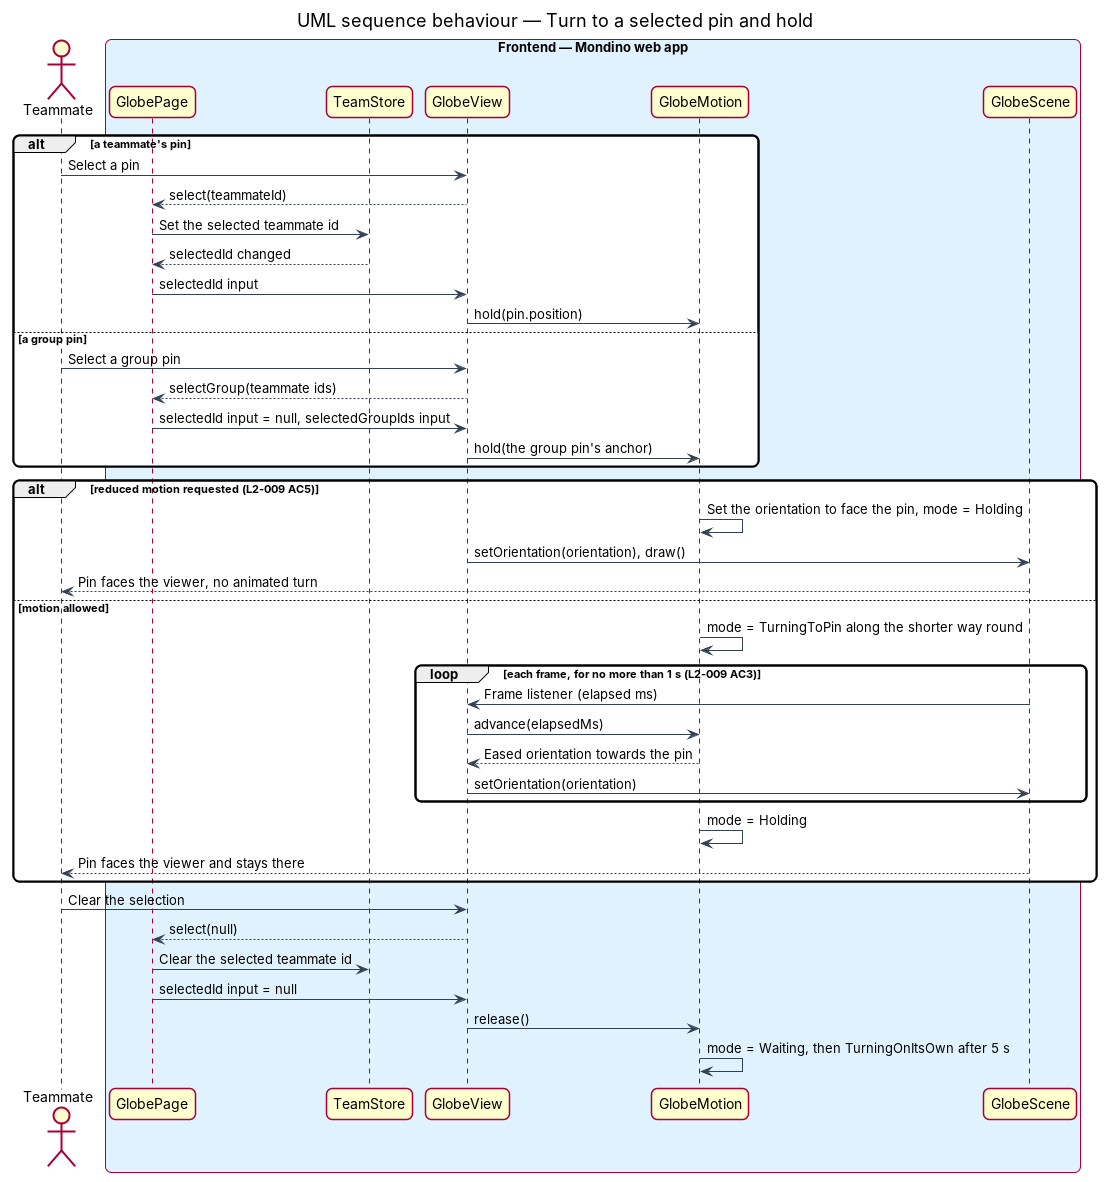 UML sequence behaviour — Turn to a selected pin and hold
Frontend — Mondino web app
Teammate
GlobePage
TeamStore
GlobeView
GlobeMotion
GlobeScene
alt
[a teammate's pin]
Select a pin
select(teammateId)
Set the selected teammate id
selectedId changed
selectedId input
hold(pin.position)
[a group pin]
Select a group pin
selectGroup(teammate ids)
selectedId input = null, selectedGroupIds input
hold(the group pin's anchor)
alt
[reduced motion requested (L2-009 AC5)]
Set the orientation to face the pin, mode = Holding
setOrientation(orientation), draw()
Pin faces the viewer, no animated turn
[motion allowed]
mode = TurningToPin along the shorter way round
loop
[each frame, for no more than 1 s (L2-009 AC3)]
Frame listener (elapsed ms)
advance(elapsedMs)
Eased orientation towards the pin
setOrientation(orientation)
mode = Holding
Pin faces the viewer and stays there
Clear the selection
select(null)
Clear the selected teammate id
selectedId input = null
release()
mode = Waiting, then TurningOnItsOwn after 5 s
Teammate
GlobePage
TeamStore
GlobeView
GlobeMotion
GlobeScene